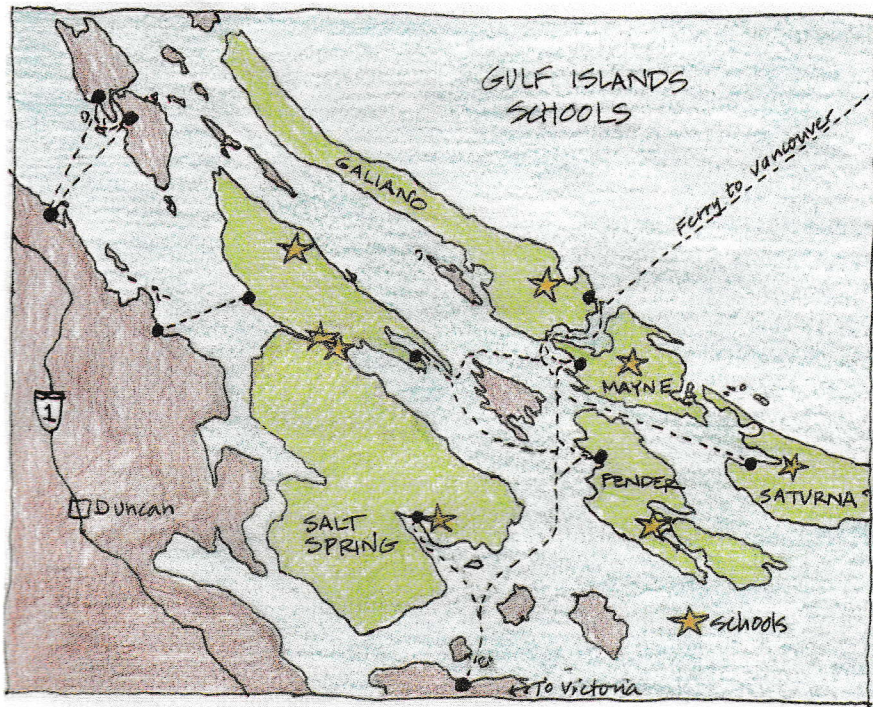 GULF ISLANDS
SCHOOLS
GALIANO
Ferry to Vancouver
MAYNE
1
Duncan
PENDER
SATURNA
SALT
SPRING
schools
To Victoria